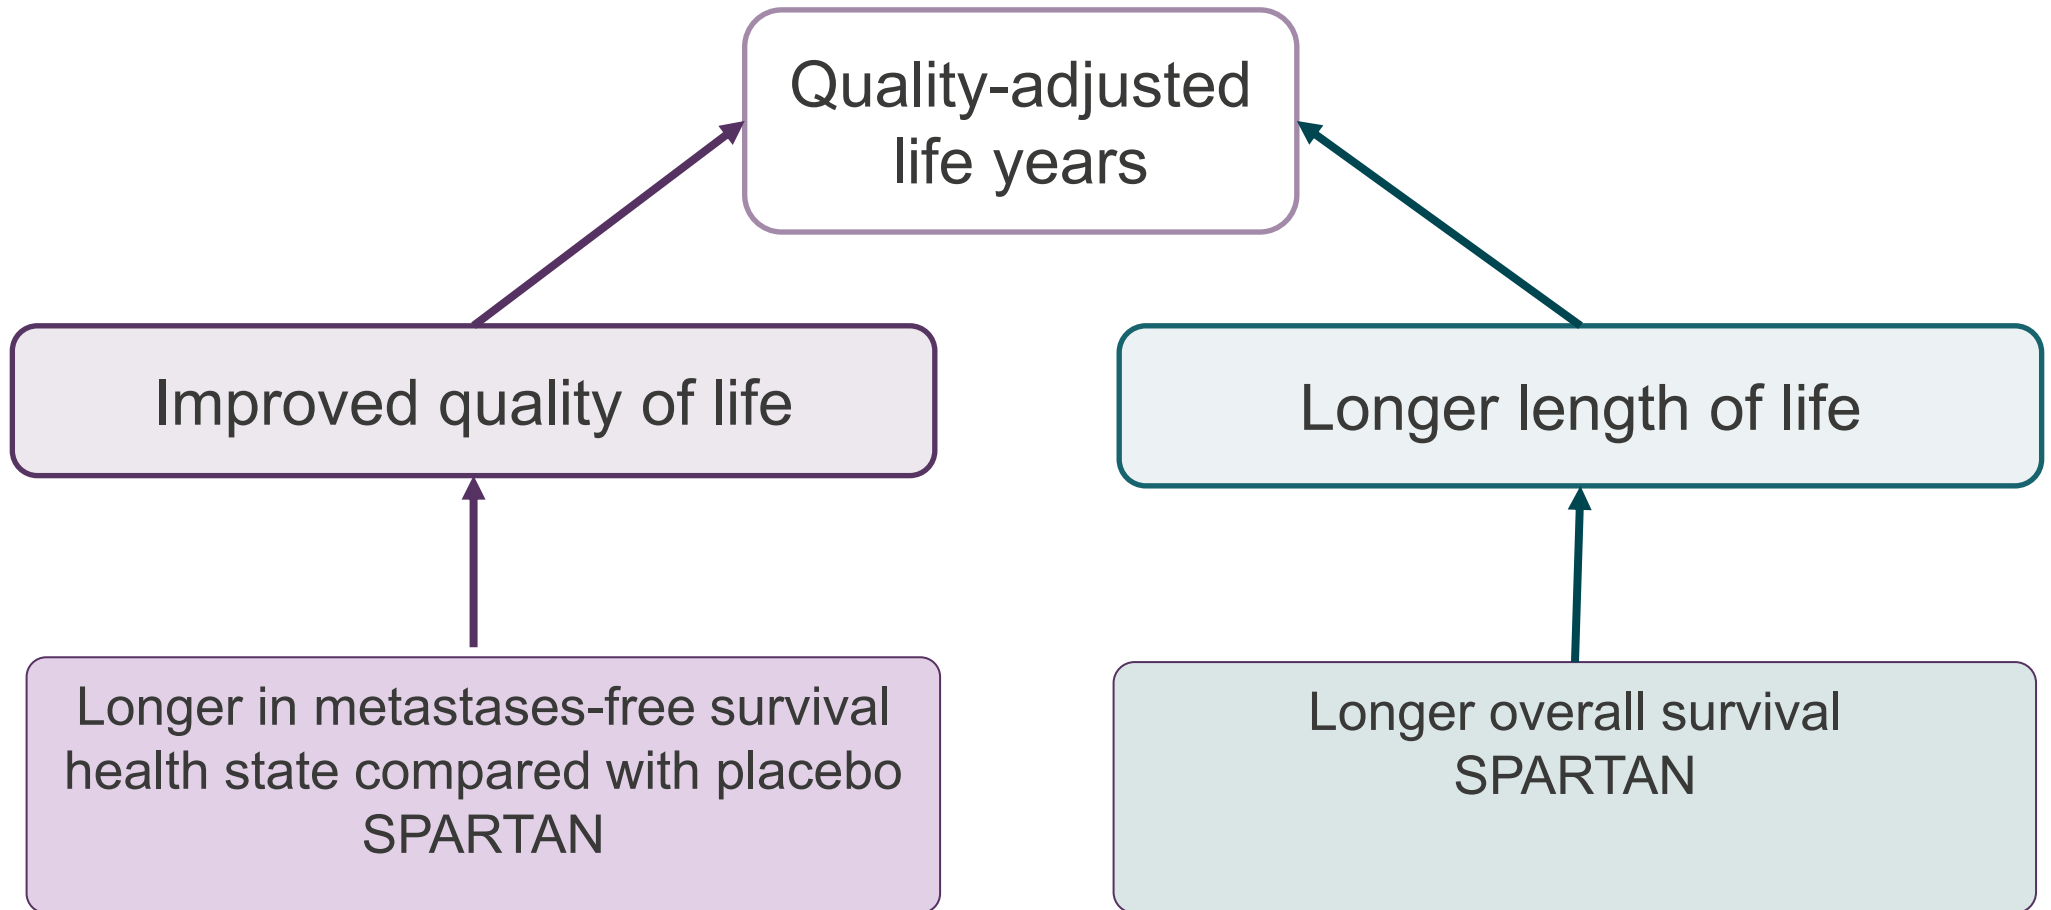 Quality-adjusted
life years
Improved quality of life
Longer length of life
Longer in metastases-free survival
health state compared with placebo
SPARTAN
Longer overall survival
SPARTAN